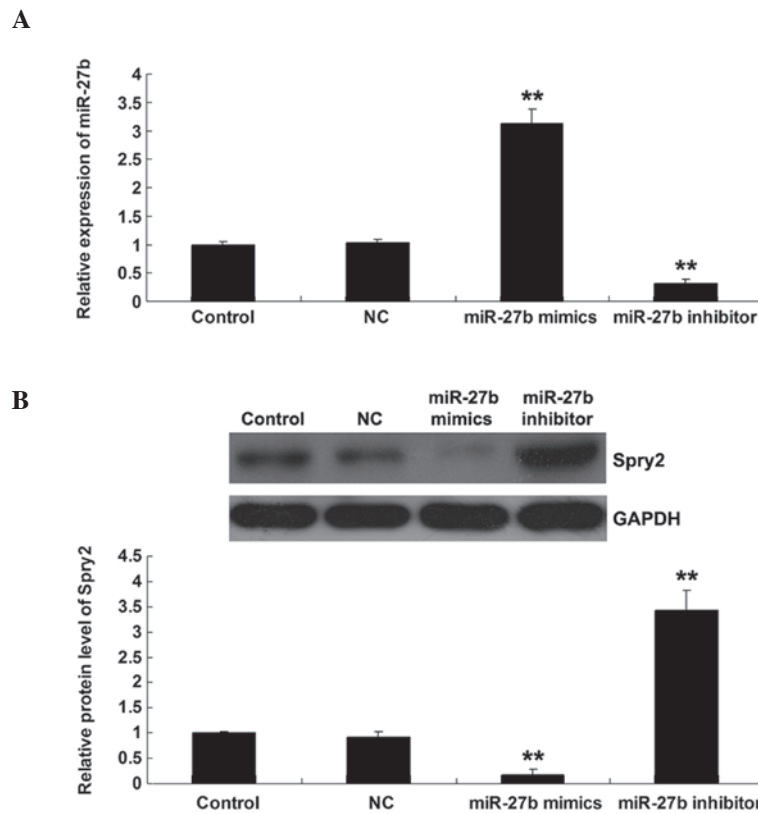 A
Relative expression of miR-27b
4
3.5
3
2.5
2
1.5
1
0.5
0
**
**
Control NC miR-27b mimics miR-27b inhibitor
B
Control NC miR-27b mimics miR-27b inhibitor
Spry2
GAPDH
Relative protein level of Spry2
4.5
4
3.5
3
2.5
2
1.5
1
0.5
0
**
**
Control NC miR-27b mimics miR-27b inhibitor